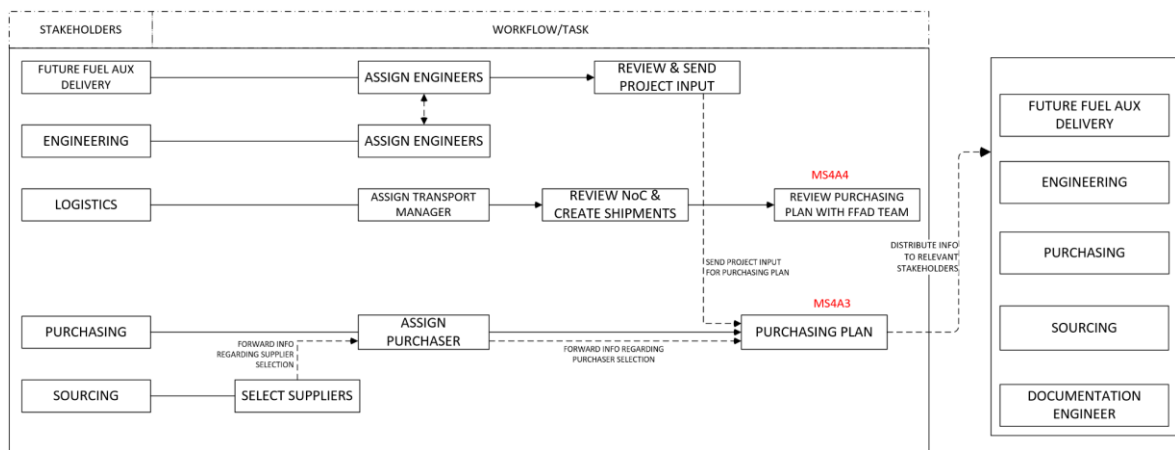 STAKEHOLDERS
WORKFLOW/TASK
FUTURE FUEL AUX
DELIVERY
ASSIGN ENGINEERS
REVIEW & SEND
PROJECT INPUT
ENGINEERING
ASSIGN ENGINEERS
LOGISTICS
ASSIGN TRANSPORT
MANAGER
REVIEW NoC &
CREATE SHIPMENTS
MS4A4
REVIEW PURCHASING
PLAN WITH FFAD TEAM
SEND PROJECT INPUT
FOR PURCHASING PLAN
MS4A3
PURCHASING
ASSIGN
PURCHASER
PURCHASING PLAN
FORWARD INFO
REGARDING SUPPLIER
SELECTION
FORWARD INFO REGARDING
PURCHASER SELECTION
SOURCING
SELECT SUPPLIERS
DISTRIBUTE INFO
TO RELEVANT
STAKEHOLDERS
FUTURE FUEL AUX
DELIVERY
ENGINEERING
PURCHASING
SOURCING
DOCUMENTATION
ENGINEER